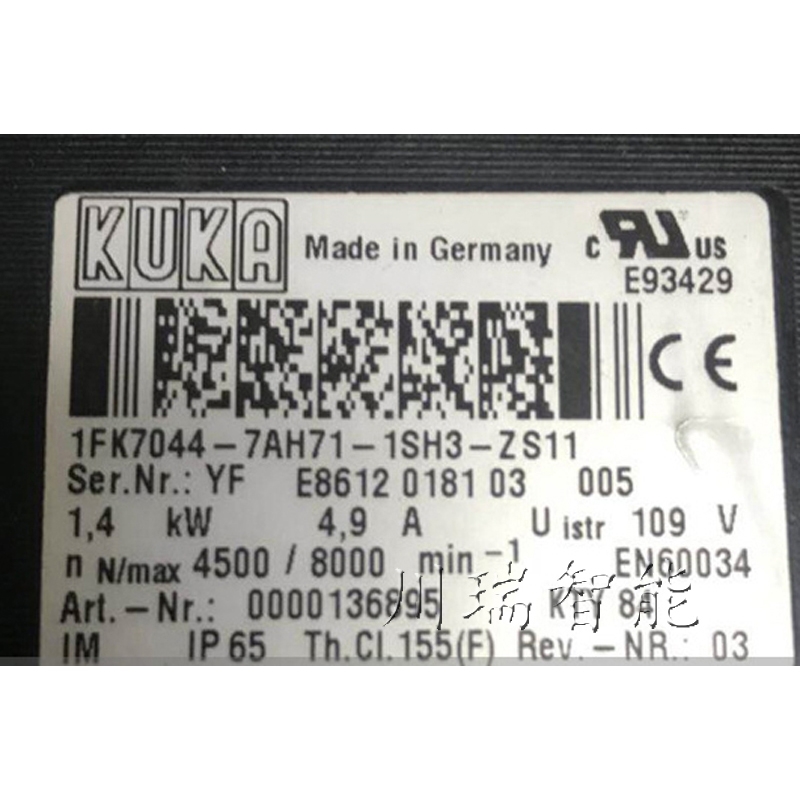 KUKA Made in Germany c RU US
E93429
CE
1FK7044-7AH71-1SH3-Z S11
Ser.Nr.: YF E8612 0181 03 005
1,4 kW 4,9 A U istr 109 V
n N/max 4500 / 8000 min⁻¹ EN60034
Art.-Nr.: 0000136895 KTY 84
IM IP 65 Th.Cl.155(F) Rev.-NR.: 03
川瑞智能